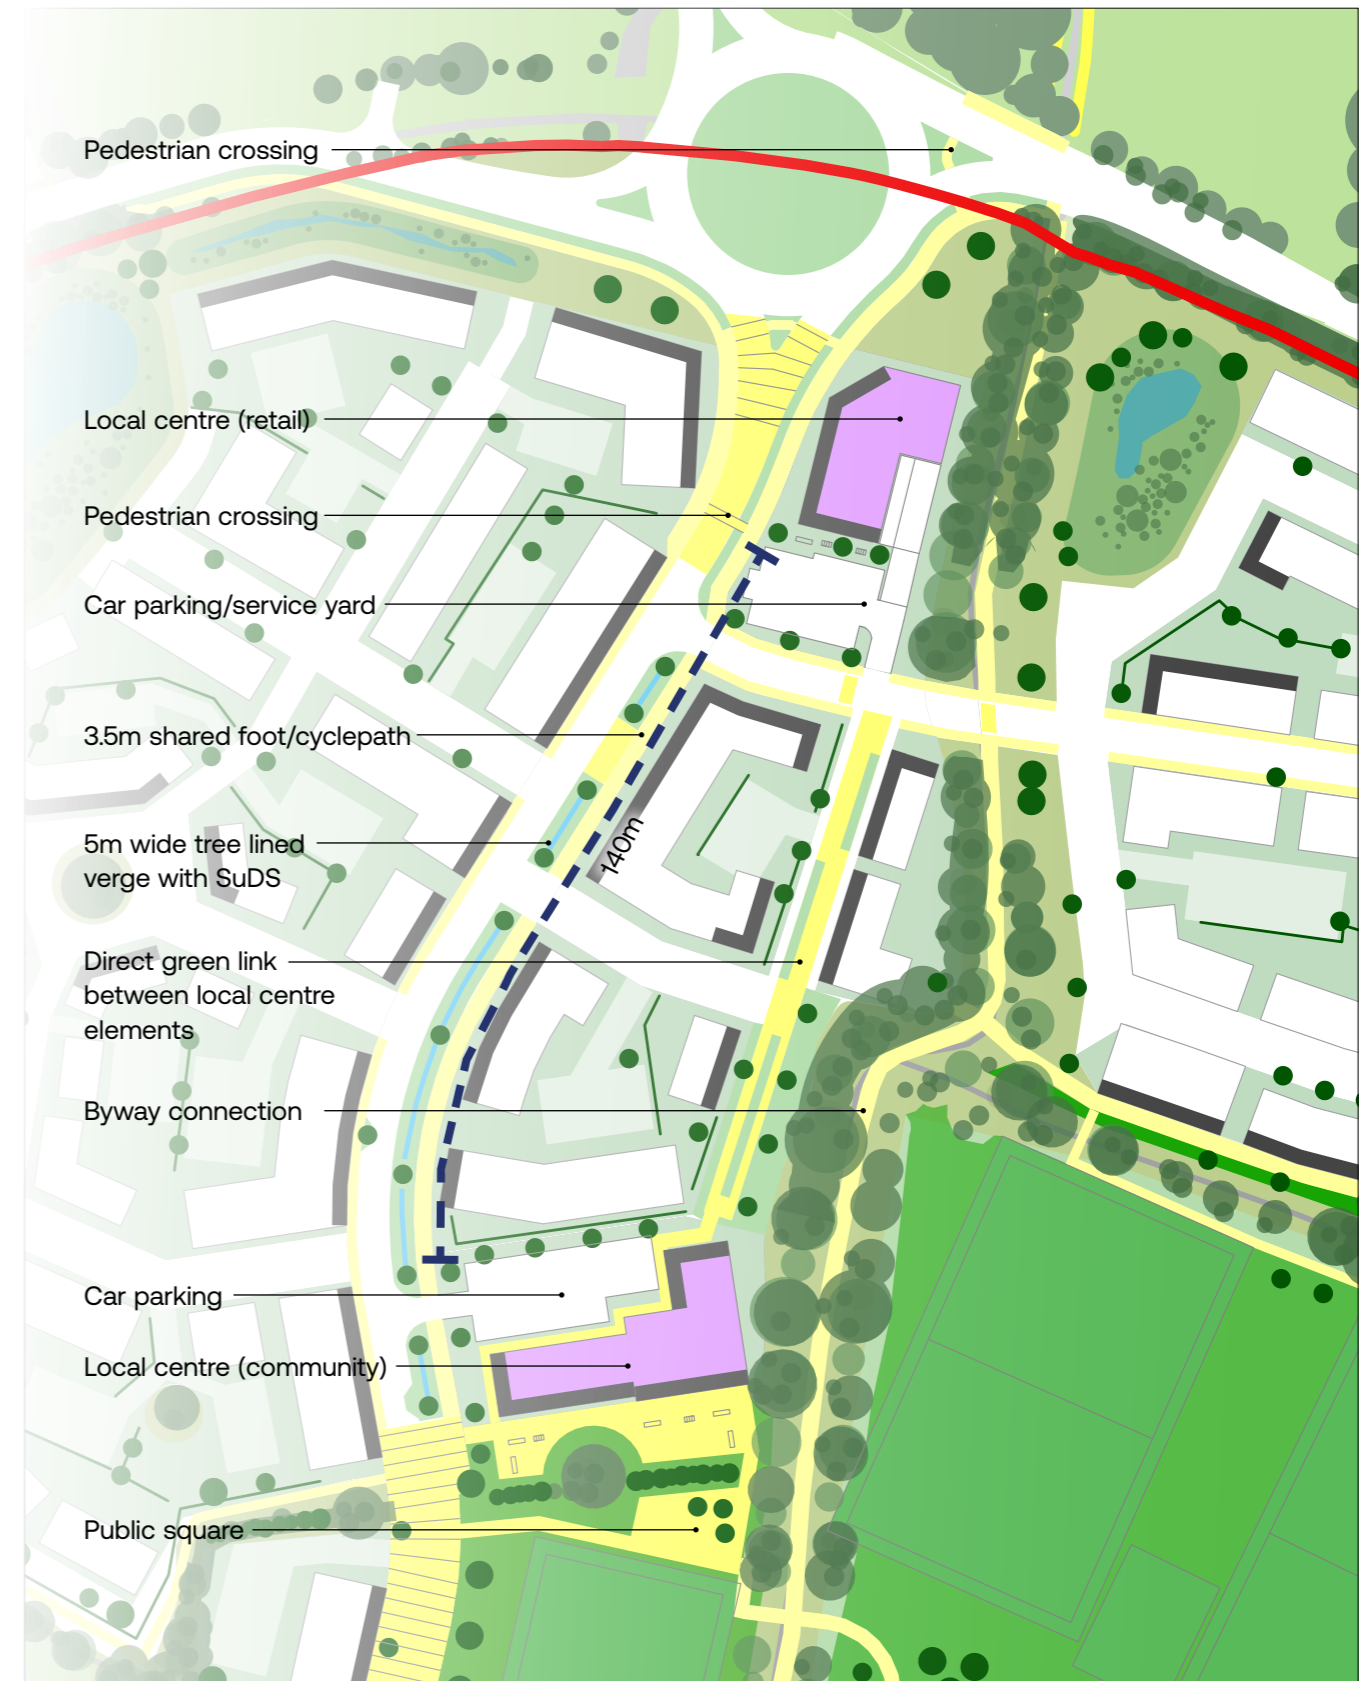 Pedestrian crossing
Local centre (retail)
Pedestrian crossing
Car parking/service yard
3.5m shared foot/cyclepath
140m
5m wide tree lined
verge with SuDS
Direct green link
between local centre
elements
Byway connection
Car parking
Local centre (community)
Public square